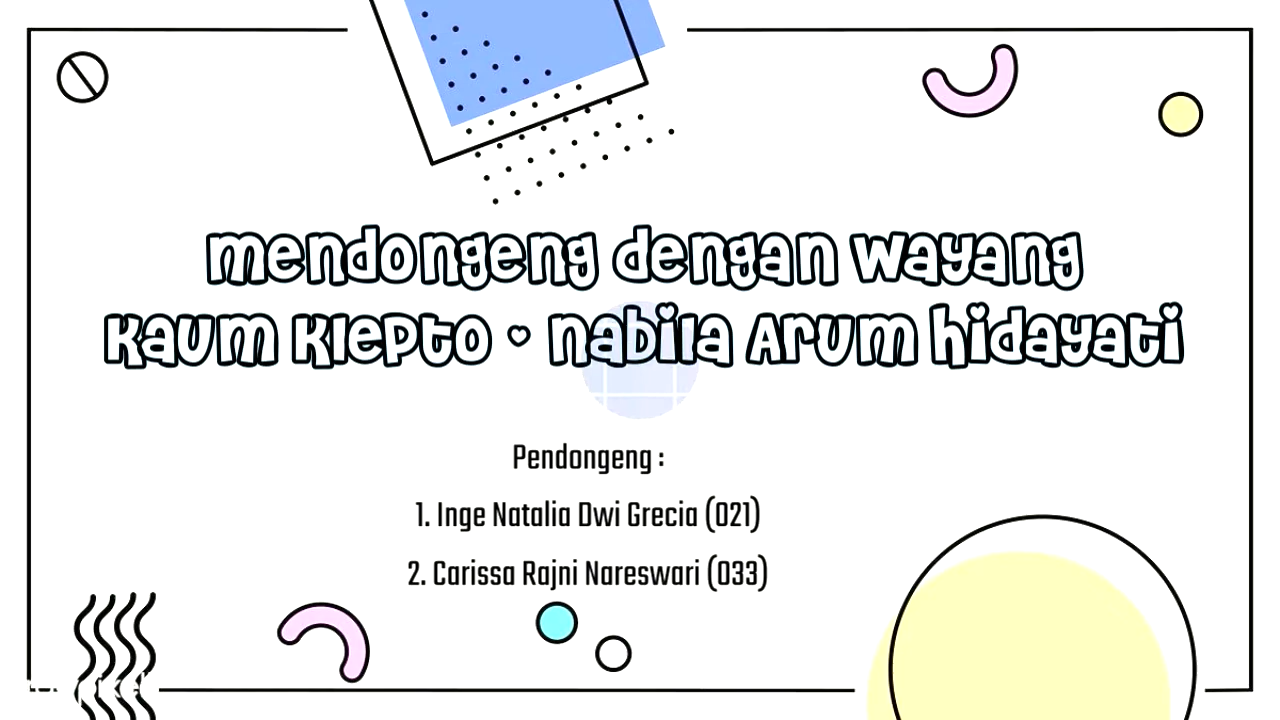 mendongeng dengan wayang
Kaum Klepto • nabila Arum hidayati
Pendongeng :
1. Inge Natalia Dwi Grecia (021)
2. Carissa Rajni Nareswari (033)